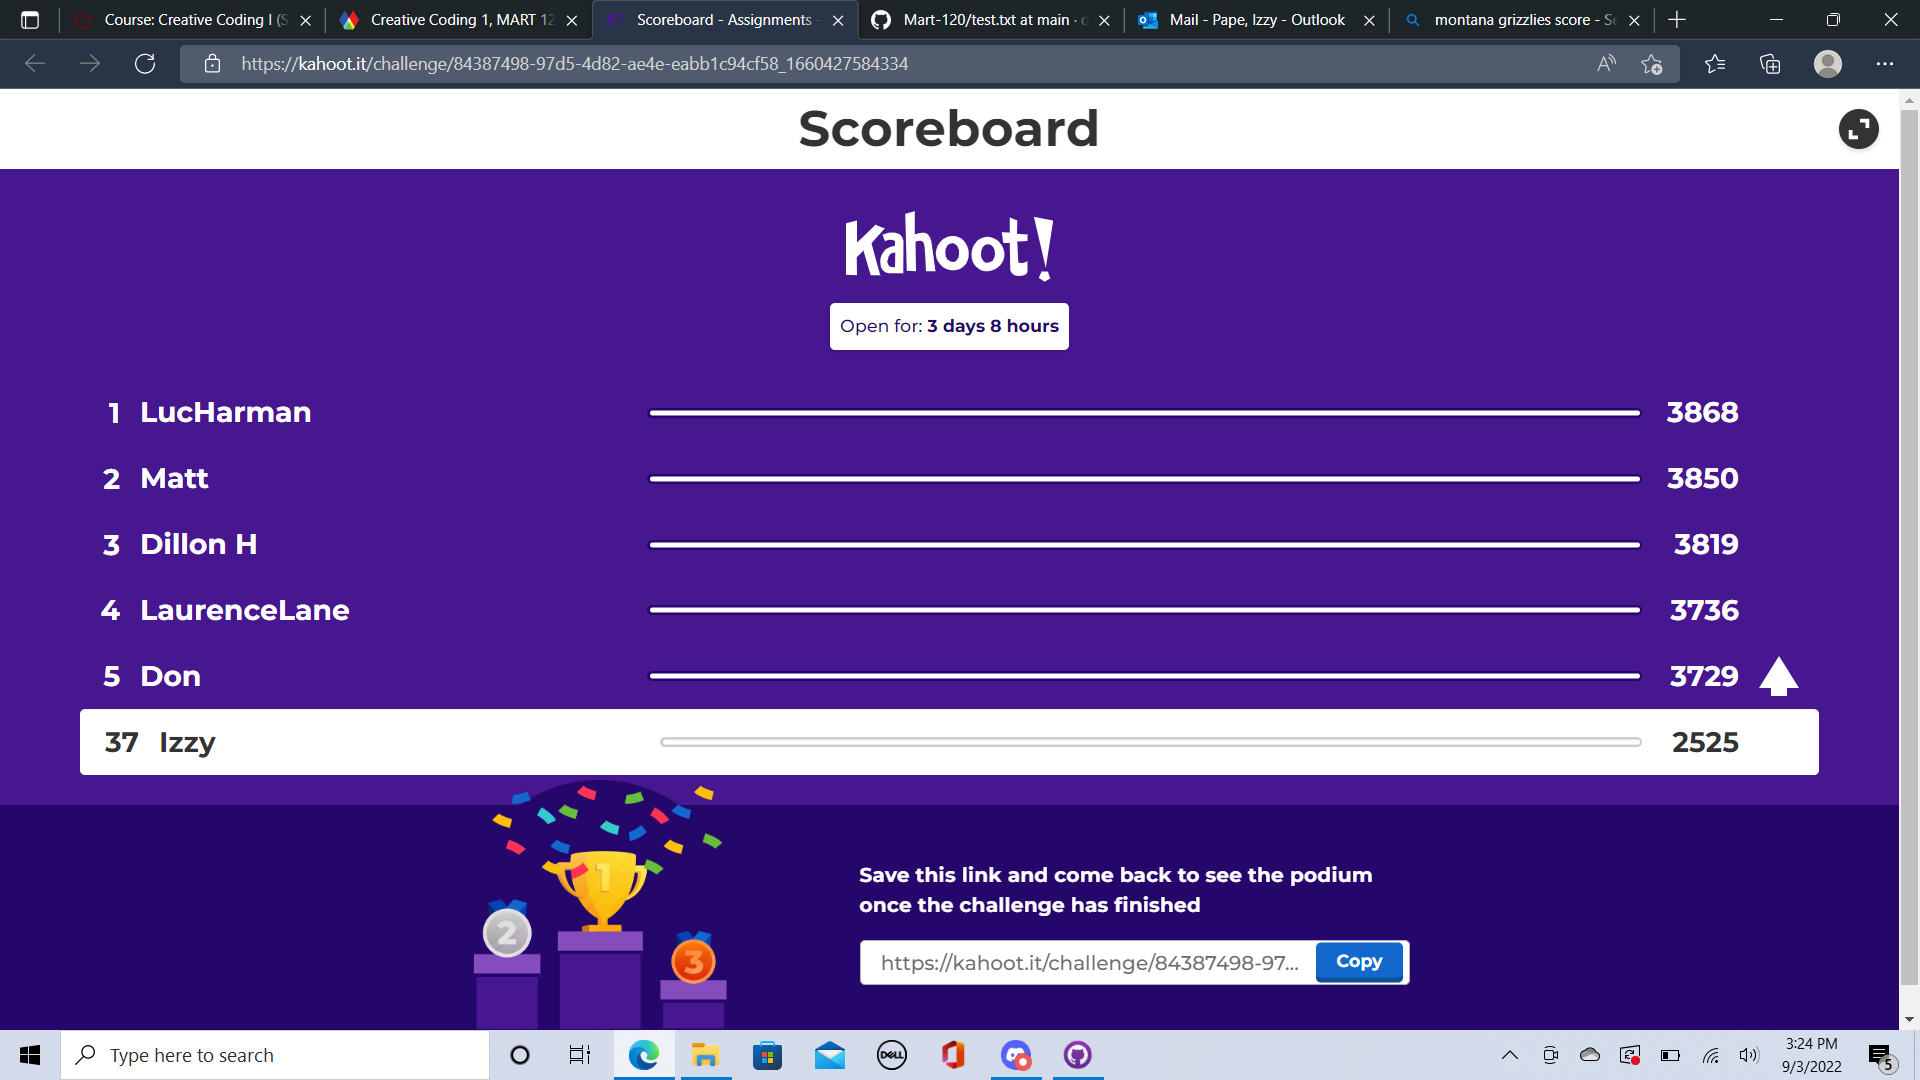 Course: Creative Coding I (S
Creative Coding 1, MART 12
Scoreboard - Assignments -
Mart-120/test.txt at main ·
Mail - Pape, Izzy - Outlook
montana grizzlies score - Se
https://kahoot.it/challenge/84387498-97d5-4d82-ae4e-eabb1c94cf58_1660427584334
Scoreboard
Kahoot!
Open for: 3 days 8 hours
1 LucHarman 3868
2 Matt 3850
3 Dillon H 3819
4 LaurenceLane 3736
5 Don 3729
37 Izzy 2525
1
2
3
Save this link and come back to see the podium
once the challenge has finished
https://kahoot.it/challenge/84387498-97... Copy
Type here to search
DELL
3:24 PM
9/3/2022
5